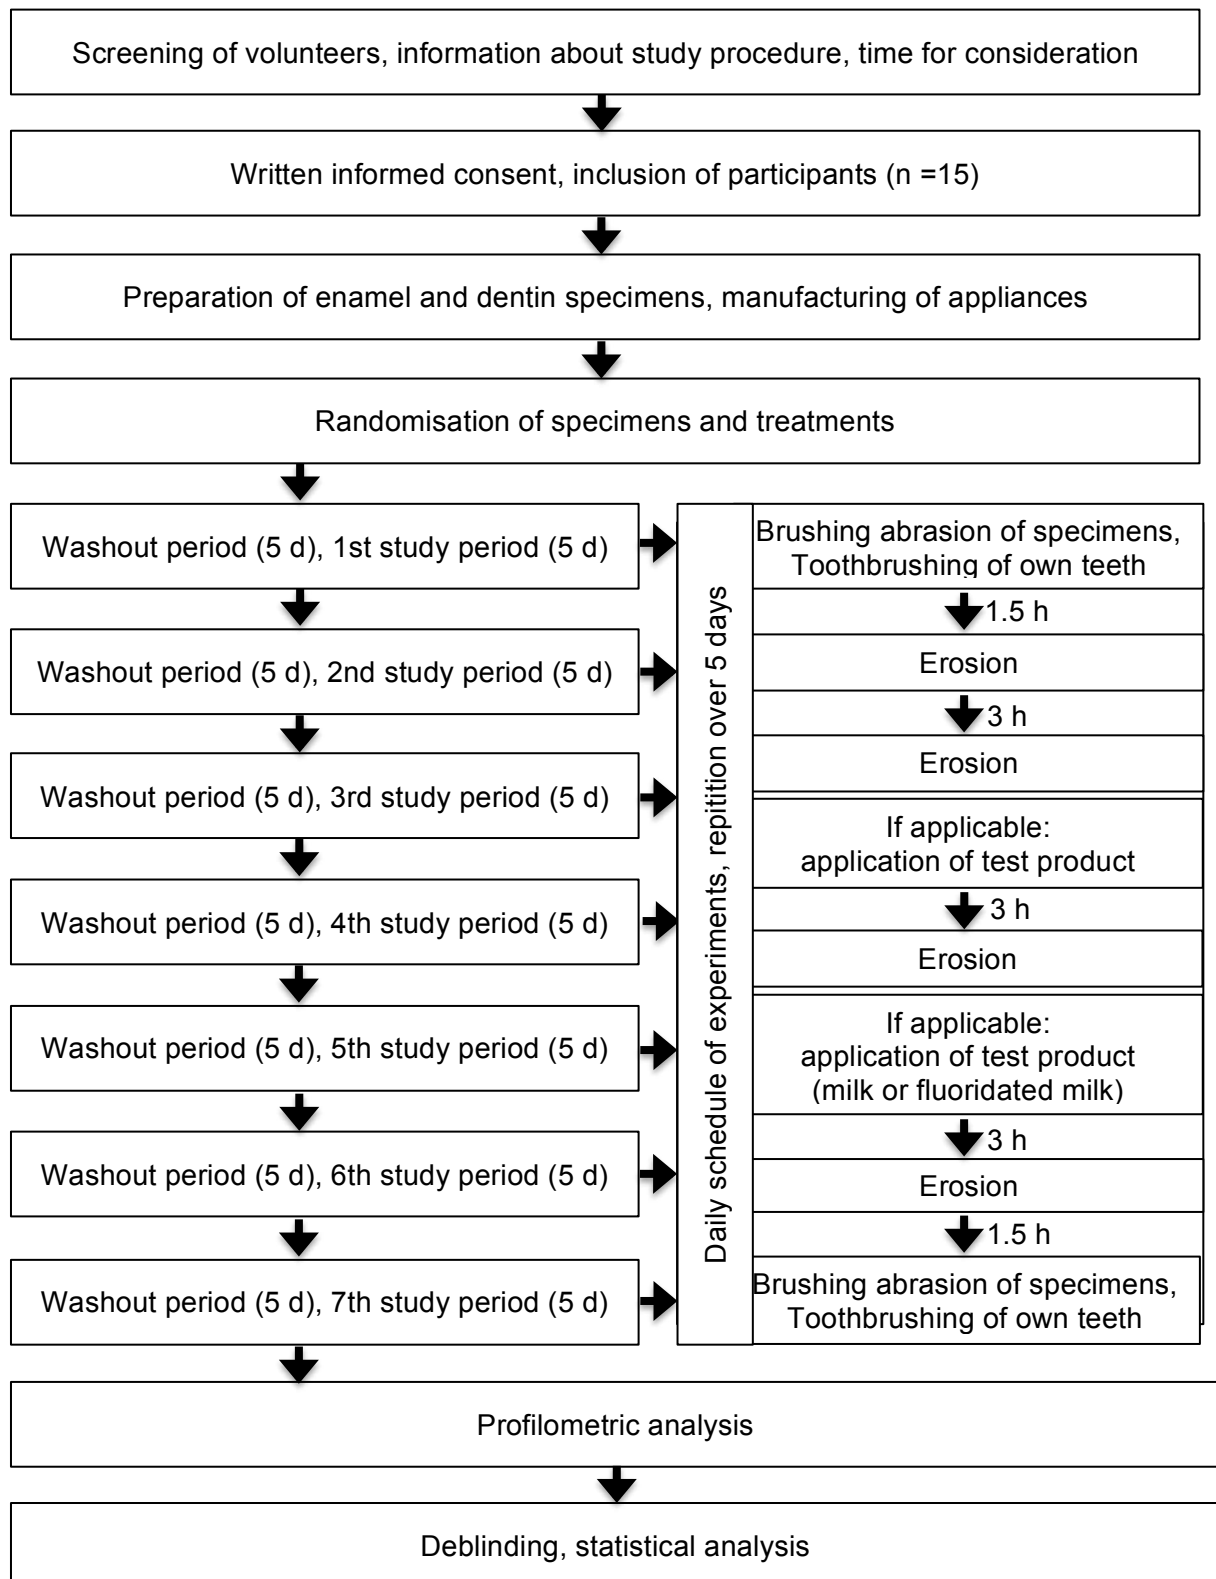 Screening of volunteers, information about study procedure, time for consideration
Written informed consent, inclusion of participants (n =15)
Preparation of enamel and dentin specimens, manufacturing of appliances
Randomisation of specimens and treatments
Washout period (5 d), 1st study period (5 d)
Washout period (5 d), 2nd study period (5 d)
Washout period (5 d), 3rd study period (5 d)
Washout period (5 d), 4th study period (5 d)
Washout period (5 d), 5th study period (5 d)
Washout period (5 d), 6th study period (5 d)
Washout period (5 d), 7th study period (5 d)
Daily schedule of experiments, repitition over 5 days
Brushing abrasion of specimens,
Toothbrushing of own teeth
1.5 h
Erosion
3 h
Erosion
If applicable:
application of test product
3 h
Erosion
If applicable:
application of test product
(milk or fluoridated milk)
3 h
Erosion
1.5 h
Brushing abrasion of specimens,
Toothbrushing of own teeth
Profilometric analysis
Deblinding, statistical analysis